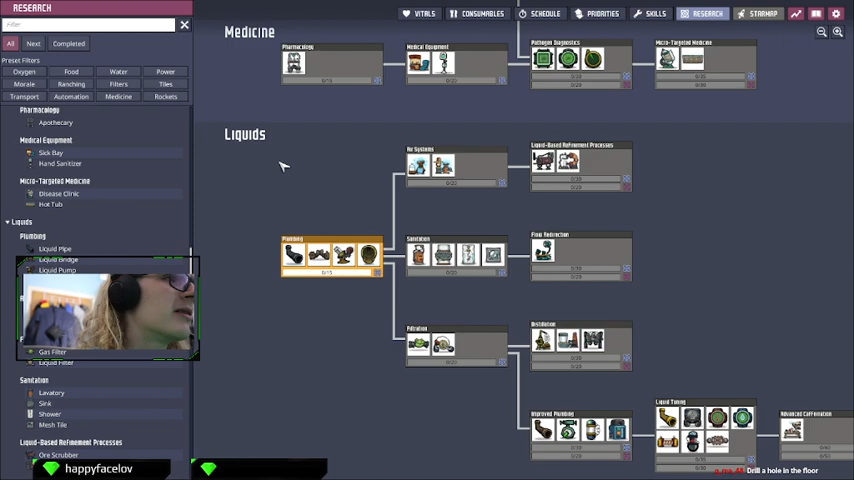 RESEARCH
VITALS
CONSUMABLES
SCHEDULE
PRIORITIES
SKILLS
RESEARCH
STARMAP
Filter
All
Next
Completed
Preset Filters
Oxygen
Food
Water
Power
Morale
Ranching
Filters
Tiles
Transport
Automation
Medicine
Rockets
Pharmacology
Apothecary
Medical Equipment
Sick Bay
Hand Sanitizer
Micro-Targeted Medicine
Disease Clinic
Hot Tub
Liquids
Plumbing
Liquid Pipe
Liquid Bridge
Liquid Pump
Gas Filter
Liquid Filter
Sanitation
Lavatory
Sink
Shower
Mesh Tile
Liquid-Based Refinement Processes
Ore Scrubber
Medicine
Pharmacology
Medical Equipment
Pathogen Diagnostics
Micro-Targeted Medicine
Liquids
Air Systems
Liquid-Based Refinement Processes
Plumbing
0/15
Sanitation
0/20
Flow Redirection
Filtration
Distillation
Improved Plumbing
Liquid Tuning
Advanced Caffeination
happyfacelov
Drill a hole in the floor